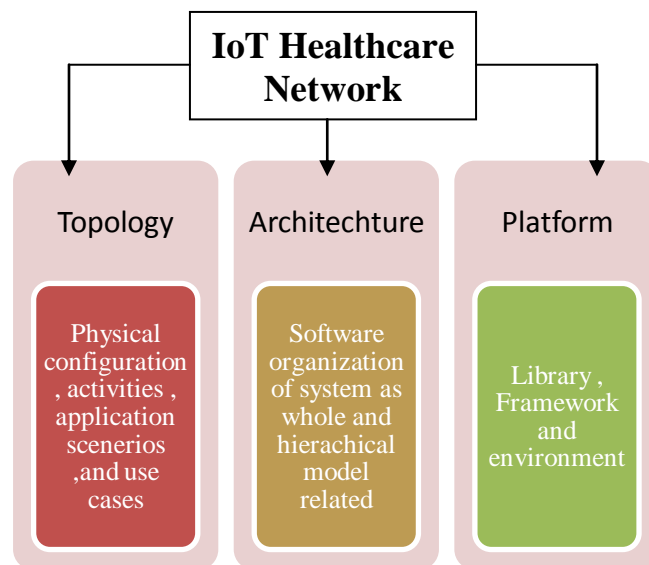 IoT Healthcare
Network
Topology
Physical
configuration
, activities ,
application
scenerios
,and use
cases
Architechture
Software
organization
of system as
whole and
hierachical
model
related
Platform
Library ,
Framework
and
environment